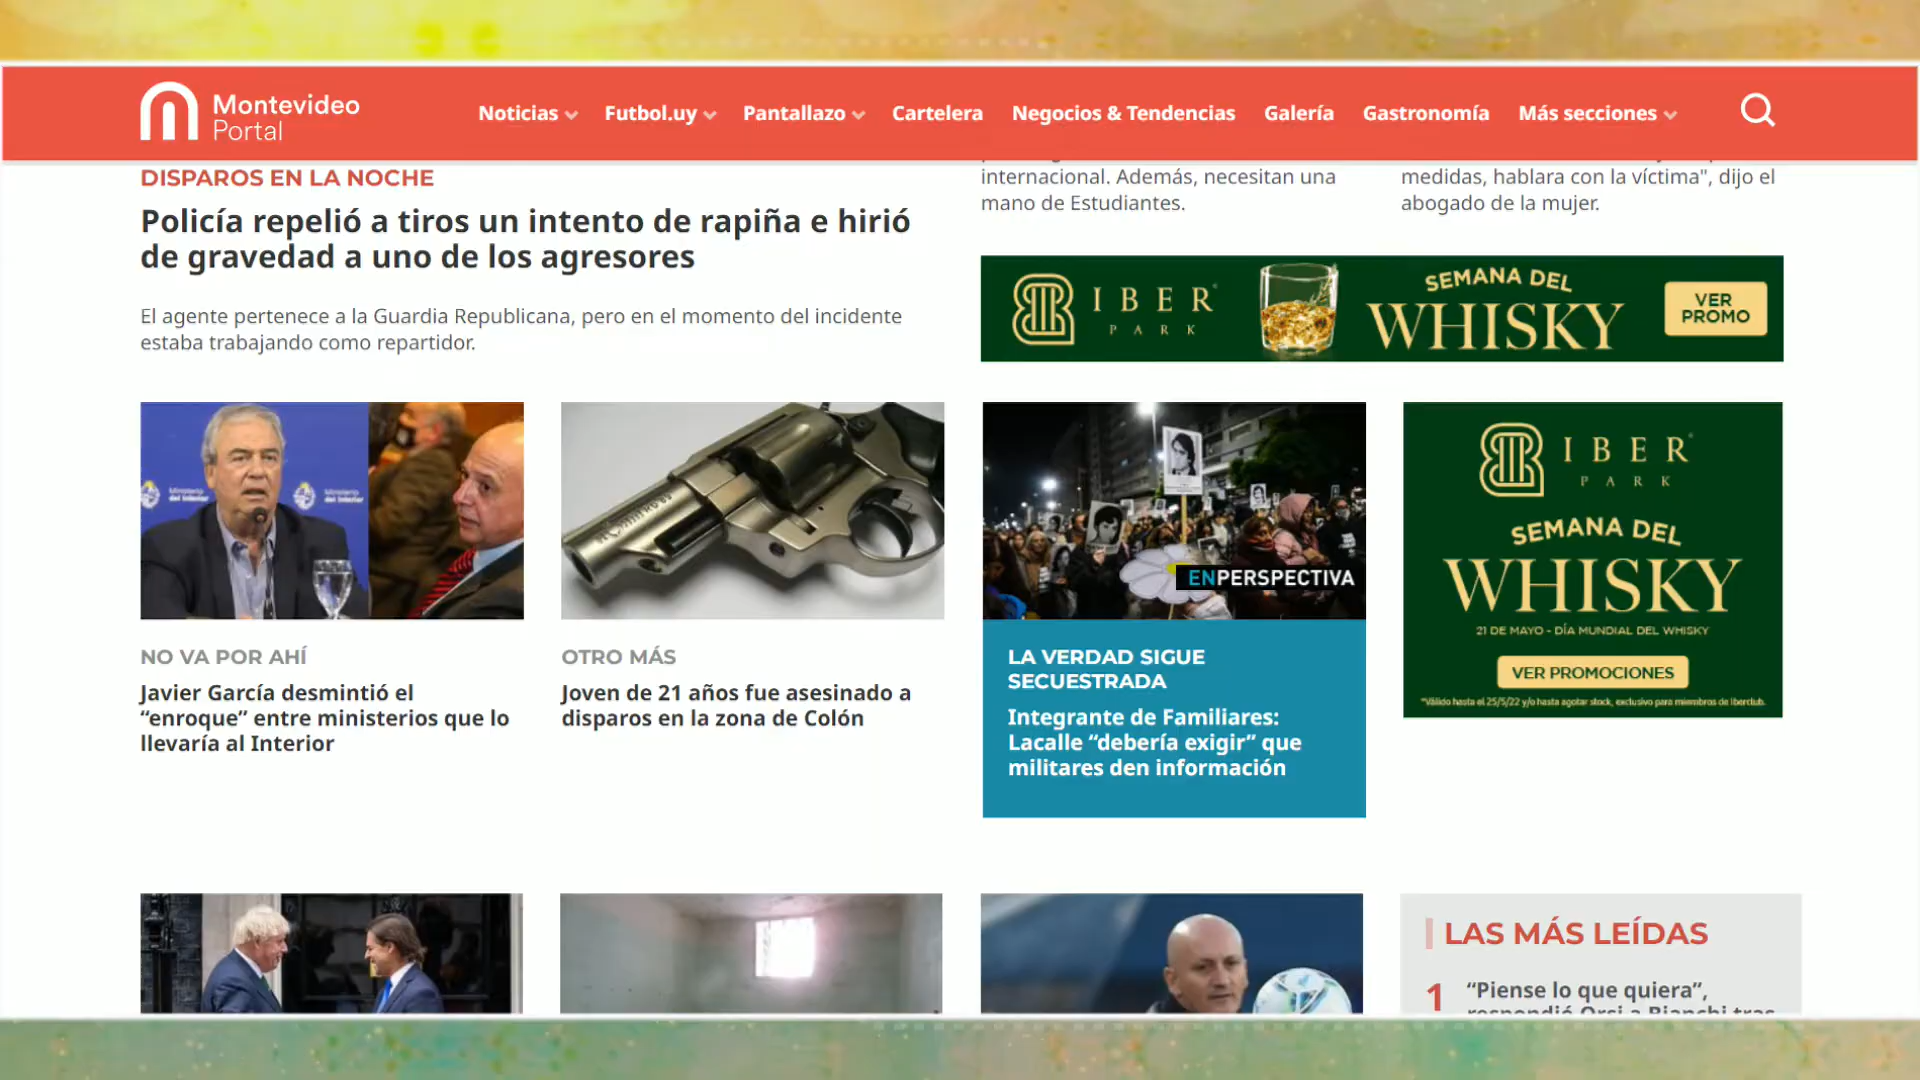 Montevideo
Portal
Noticias
Futbol.uy
Pantallazo
Cartelera
Negocios & Tendencias
Galería
Gastronomía
Más secciones
DISPAROS EN LA NOCHE
Policía repelió a tiros un intento de rapiña e hirió
de gravedad a uno de los agresores
El agente pertenece a la Guardia Republicana, pero en el momento del incidente
estaba trabajando como repartidor.
internacional. Además, necesitan una
mano de Estudiantes.
medidas, hablara con la víctima", dijo el
abogado de la mujer.
IBER
PARK
SEMANA DEL
WHISKY
VER
PROMO
Ministerio
del Interior
Ministerio
del Interior
NO VA POR AHÍ
Javier García desmintió el
“enroque” entre ministerios que lo
llevaría al Interior
OTRO MÁS
Joven de 21 años fue asesinado a
disparos en la zona de Colón
ENPERSPECTIVA
LA VERDAD SIGUE
SECUESTRADA
Integrante de Familiares:
Lacalle “debería exigir” que
militares den información
IBER
PARK
SEMANA DEL
WHISKY
21 DE MAYO - DÍA MUNDIAL DEL WHISKY
VER PROMOCIONES
*Válido hasta el 25/5/22 y/o hasta agotar stock, exclusivo para miembros de Iberclub.
LAS MÁS LEÍDAS
1
“Piense lo que quiera”,
respondió Orsi a Bianchi tras